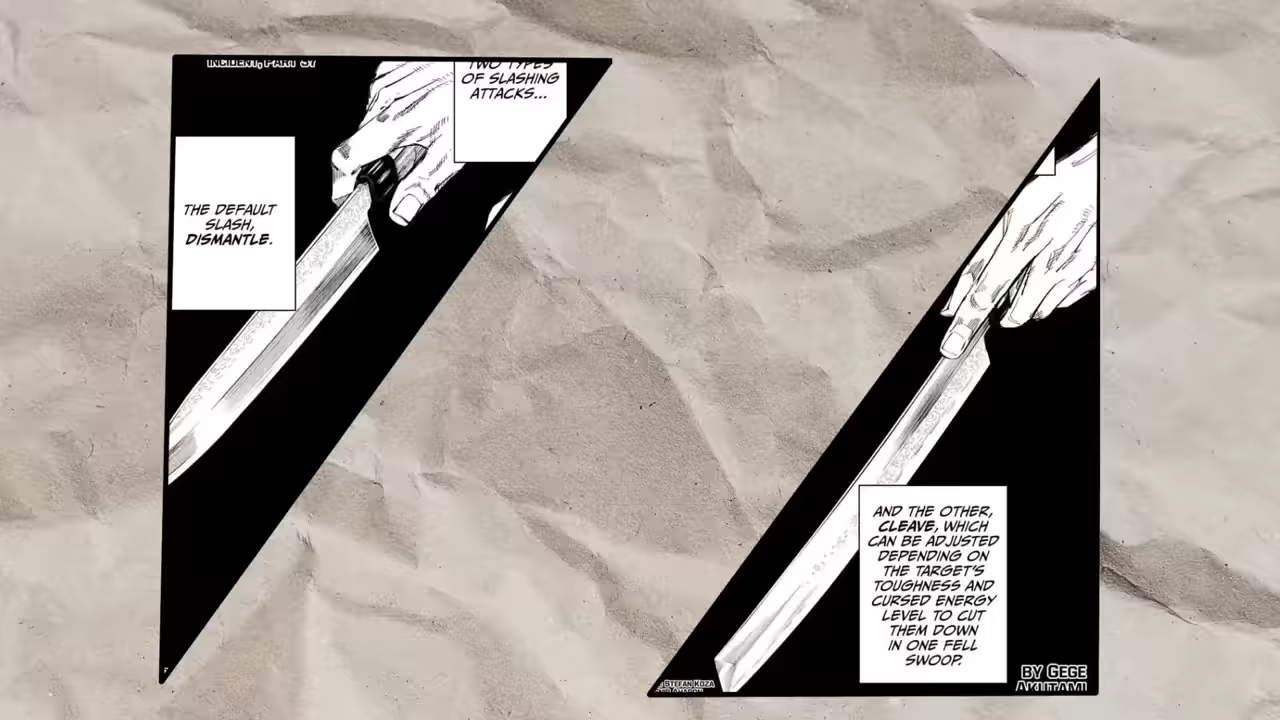 INCIDENT, PART 37
TWO TYPES
OF SLASHING
ATTACKS...
THE DEFAULT
SLASH,
DISMANTLE.
AND THE OTHER,
CLEAVE, WHICH
CAN BE ADJUSTED
DEPENDING ON
THE TARGET'S
TOUGHNESS AND
CURSED ENERGY
LEVEL TO CUT
THEM DOWN
IN ONE FELL
SWOOP.
STEFAN KOZA
BY GEGE
AKUTAMI